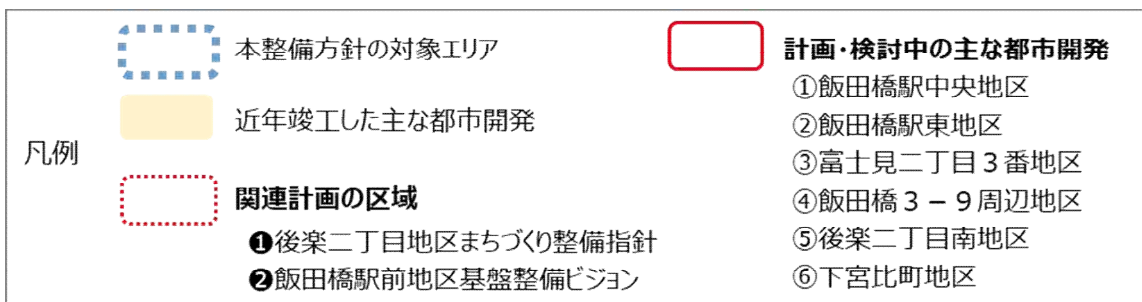 凡例
本整備方針の対象エリア
近年竣工した主な都市開発
関連計画の区域
❶後楽二丁目地区まちづくり整備指針
❷飯田橋駅前地区基盤整備ビジョン
計画・検討中の主な都市開発
①飯田橋駅中央地区
②飯田橋駅東地区
③富士見二丁目３番地区
④飯田橋３－９周辺地区
⑤後楽二丁目南地区
⑥下宮比町地区